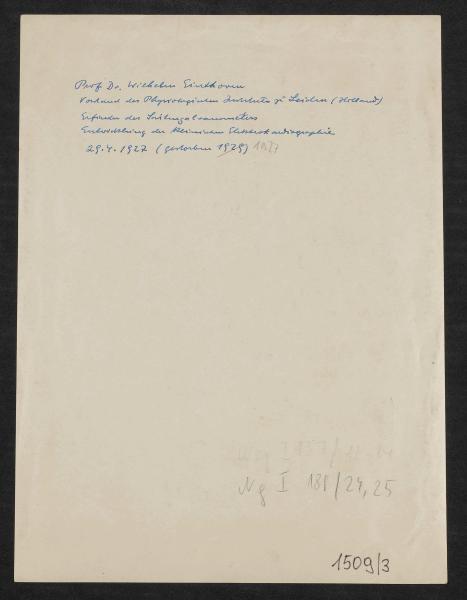 Prof. Dr. Wilhelm Einthoven
Vorstand des Physiologischen Instituts zu Leiden (Holland)
Erfinder des Saitengalvanometers
Entwicklung der klinischen Elektrokardiographie
29.4.1927 (gestorben 1929) 1927
Ng I 181/24, 25
1509/3